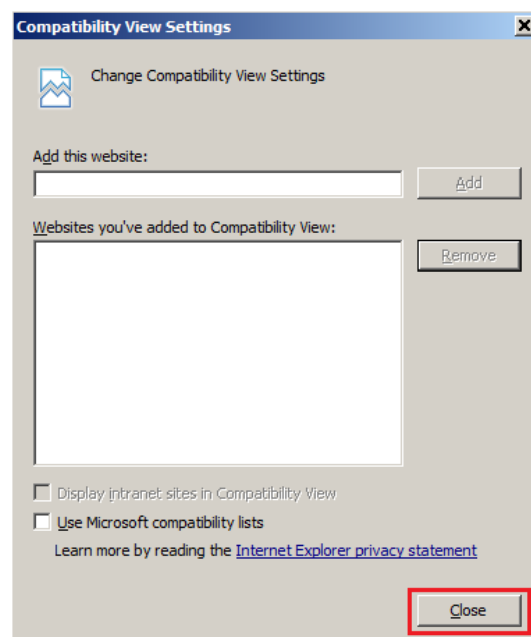 Compatibility View Settings
Change Compatibility View Settings
Add this website:
Add
Websites you've added to Compatibility View:
Remove
Display intranet sites in Compatibility View
Use Microsoft compatibility lists
Learn more by reading the Internet Explorer privacy statement
Close